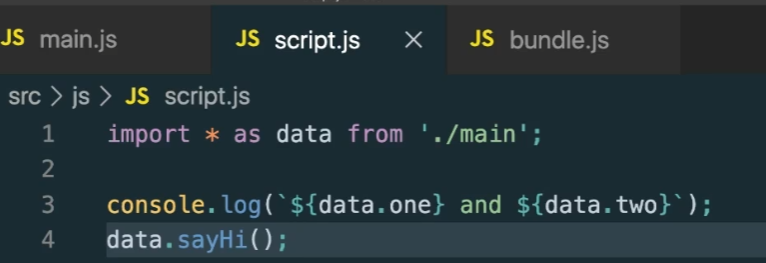 JS main.js JS script.js × JS bundle.js
src > js > JS script.js
1 import * as data from './main';
2
3 console.log(`${data.one} and ${data.two}`);
4 data.sayHi();